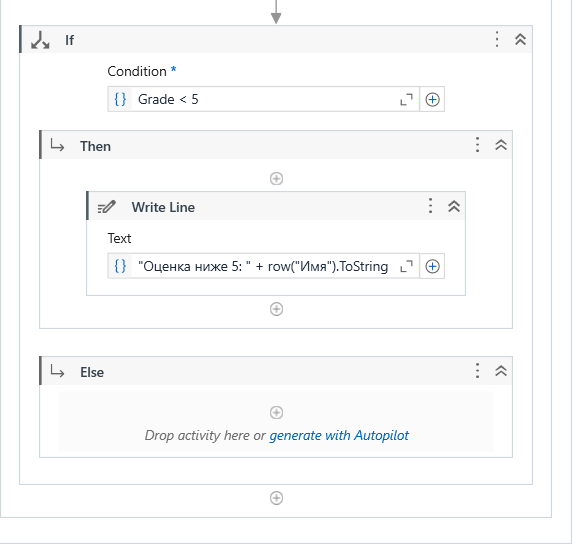 If
Condition *
{} Grade < 5
Then
Write Line
Text
{} "Оценка ниже 5: " + row("Имя").ToString
Else
Drop activity here or generate with Autopilot